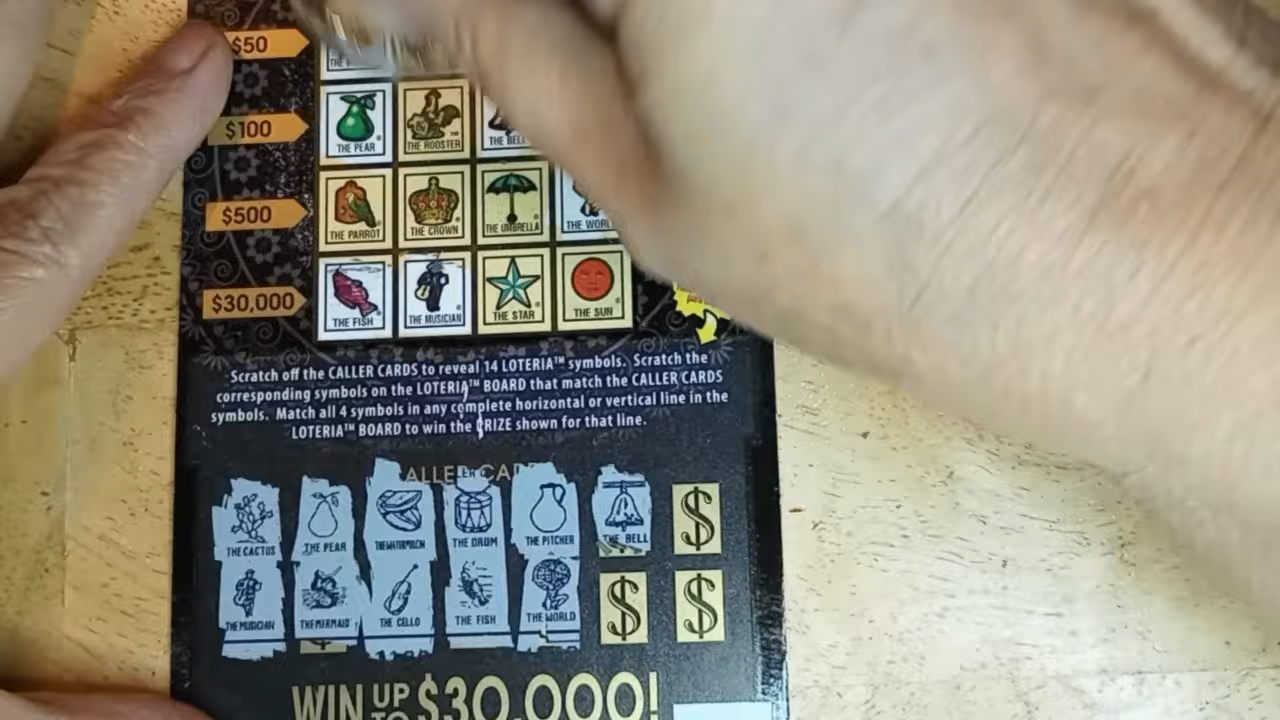 $50
$100
THE PEAR
THE ROOSTER
THE BELL
$500
THE PARROT
THE CROWN
THE UMBRELLA
THE WORL
$30,000
THE FISH
THE MUSICIAN
THE STAR
THE SUN
Scratch off the CALLER CARDS to reveal 14 LOTERIA™ symbols. Scratch the
corresponding symbols on the LOTERIA™ BOARD that match the CALLER CARDS
symbols. Match all 4 symbols in any complete horizontal or vertical line in the
LOTERIA™ BOARD to win the PRIZE shown for that line.
ALLER CAR
THE CACTUS
THE PEAR
THE WATERMELON
THE DRUM
THE PITCHER
THE BELL
$
THE MUSICIAN
THE MERMAID
THE CELLO
THE FISH
THE WORLD
$
$
WIN UP TO $30,000!